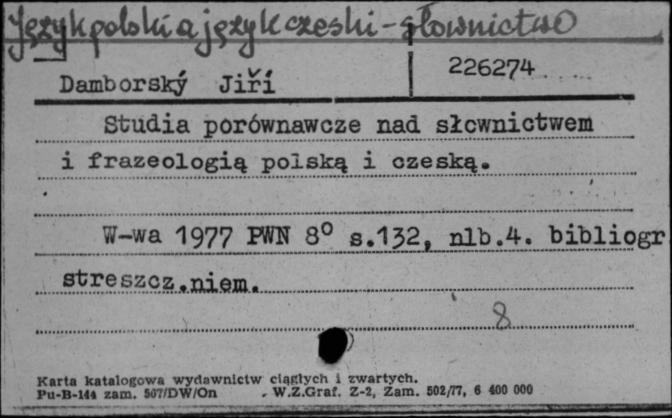 Język polski a język czeski - słownictwo
Damborský Jiří 226274
Studia porównawcze nad słcwnictwem
i frazeologią polską i czeską.
W-wa 1977 PWN 8° s.132, nlb.4. bibliogr
streszcz.niem.
8
Karta katalogowa wydawnictw ciągłych i zwartych.
Pu-B-144 zam. 507/DW/On . W.Z.Graf. Z-2, Zam. 502/77, 6 400 000